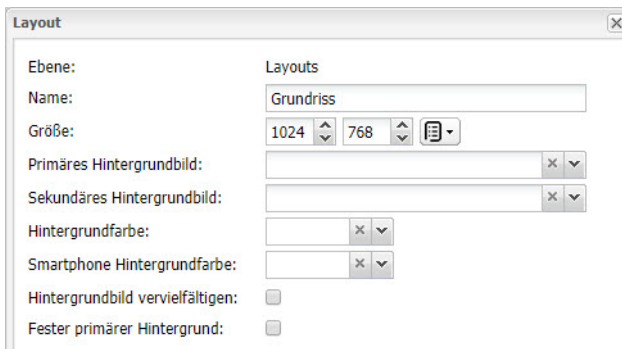 Layout
Ebene: Layouts
Name: Grundriss
Größe: 1024 768
Primäres Hintergrundbild:
Sekundäres Hintergrundbild:
Hintergrundfarbe:
Smartphone Hintergrundfarbe:
Hintergrundbild vervielfältigen:
Fester primärer Hintergrund: